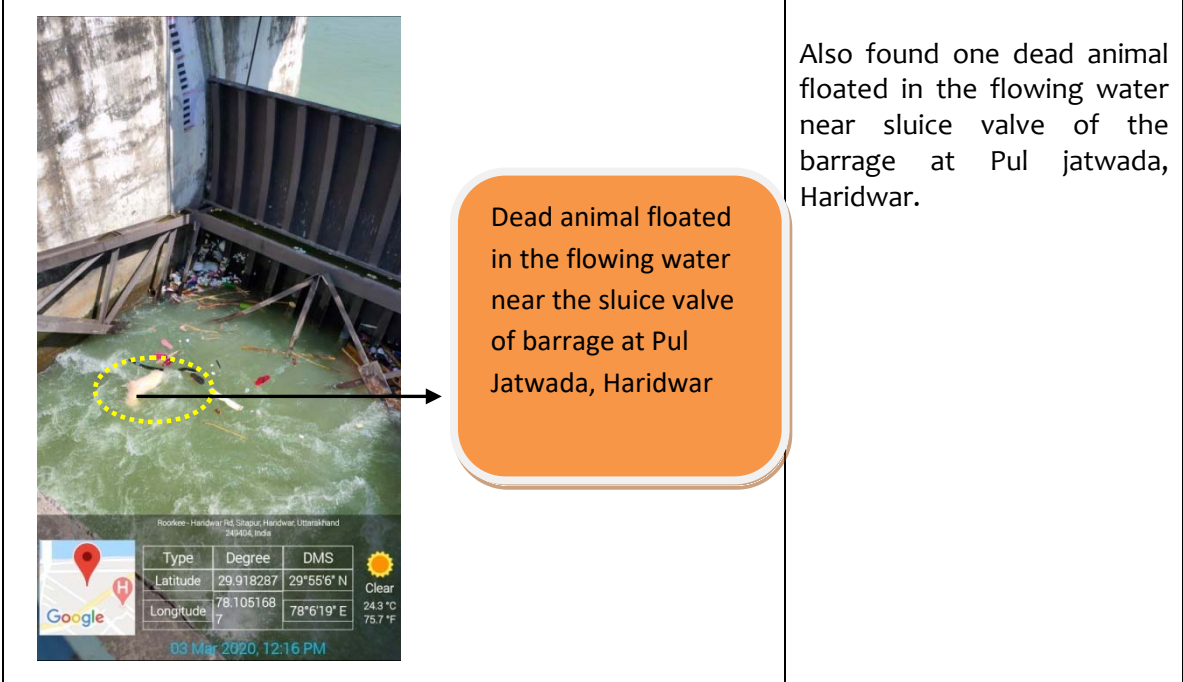 Also found one dead animal
floated in the flowing water
near sluice valve of the
barrage at Pul jatwada,
Haridwar.
Dead animal floated
in the flowing water
near the sluice valve
of barrage at Pul
Jatwada, Haridwar
Roorkee - Haridwar Rd, Sitapur, Haridwar, Uttarakhand
249404, India
Type Degree DMS
Latitude 29.918287 29°55'6" N
Longitude 78.105168
7 78°6'19" E
H
Google
Clear
24.3 °C
75.7 °F
03 Mar 2020, 12:16 PM